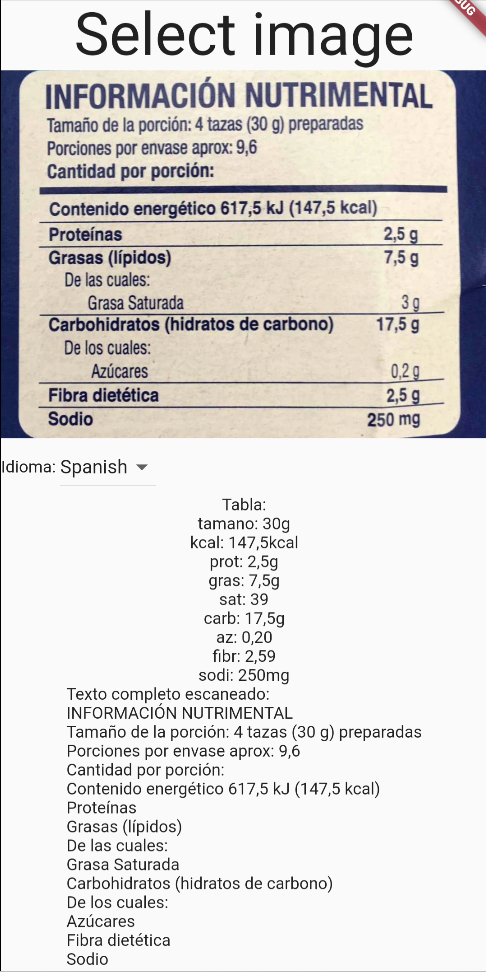 Select image
UG
INFORMACIÓN NUTRIMENTAL
Tamaño de la porción: 4 tazas (30 g) preparadas
Porciones por envase aprox: 9,6
Cantidad por porción:
Contenido energético 617,5 kJ (147,5 kcal)
Proteínas 2,5 g
Grasas (lípidos) 7,5 g
De las cuales:
Grasa Saturada 3 g
Carbohidratos (hidratos de carbono) 17,5 g
De los cuales:
Azúcares 0,2 g
Fibra dietética 2,5 g
Sodio 250 mg
Idioma: Spanish
Tabla:
tamano: 30g
kcal: 147,5kcal
prot: 2,5g
gras: 7,5g
sat: 39
carb: 17,5g
az: 0,20
fibr: 2,59
sodi: 250mg
Texto completo escaneado:
INFORMACIÓN NUTRIMENTAL
Tamaño de la porción: 4 tazas (30 g) preparadas
Porciones por envase aprox: 9,6
Cantidad por porción:
Contenido energético 617,5 kJ (147,5 kcal)
Proteínas
Grasas (lípidos)
De las cuales:
Grasa Saturada
Carbohidratos (hidratos de carbono)
De los cuales:
Azúcares
Fibra dietética
Sodio